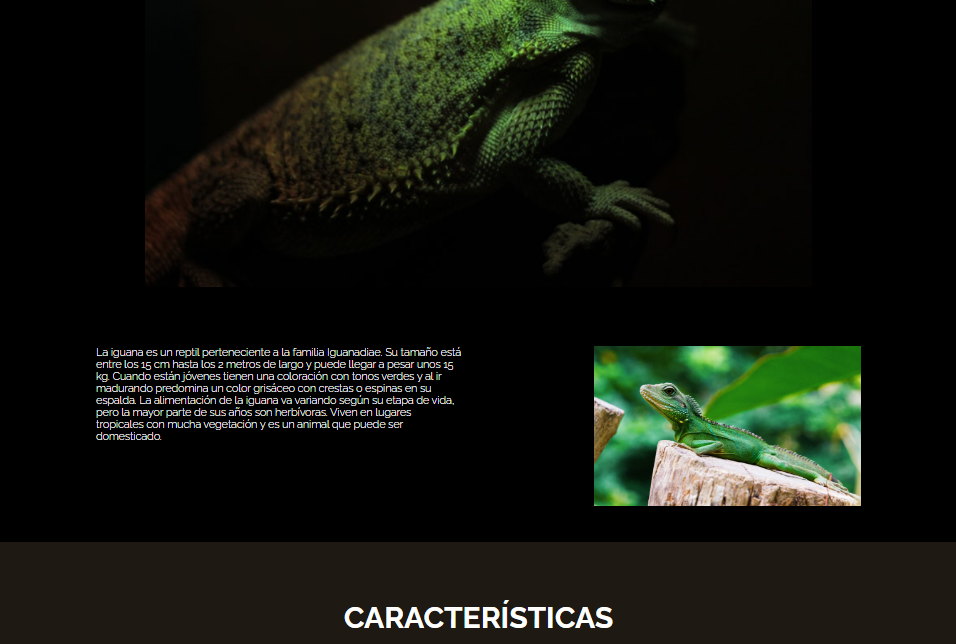 La iguana es un reptil perteneciente a la familia Iguanadiae. Su tamaño está
entre los 15 cm hasta los 2 metros de largo y puede llegar a pesar unos 15
kg. Cuando están jóvenes tienen una coloración con tonos verdes y al ir
madurando predomina un color grisáceo con crestas o espinas en su
espalda. La alimentación de la iguana va variando según su etapa de vida,
pero la mayor parte de sus años son herbívoras. Viven en lugares
tropicales con mucha vegetación y es un animal que puede ser
domesticado.
CARACTERÍSTICAS